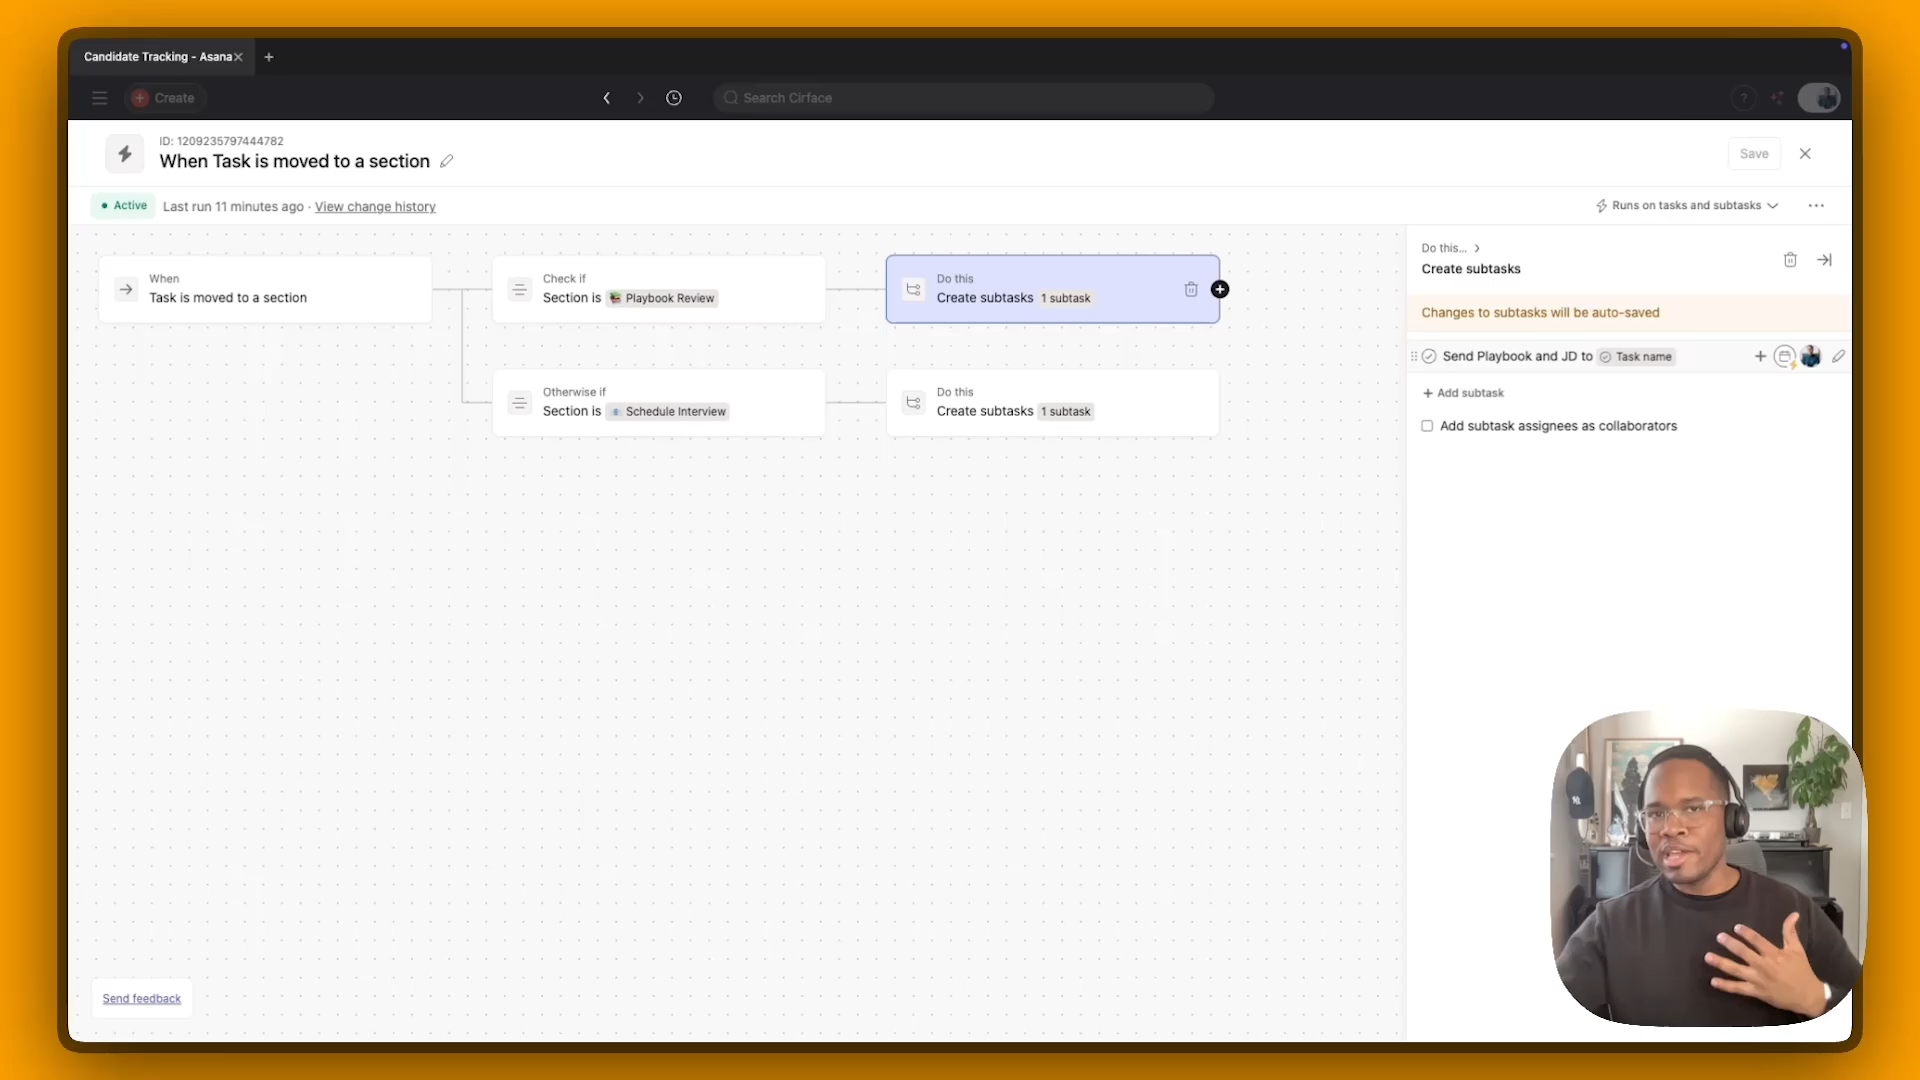 Candidate Tracking - Asana
Create
Search Cirface
?
ID: 1209235797444782
When Task is moved to a section
Save
Active
Last run 11 minutes ago · View change history
Runs on tasks and subtasks
When
Task is moved to a section
Check if
Section is Playbook Review
Do this
Create subtasks 1 subtask
Otherwise if
Section is Schedule Interview
Do this
Create subtasks 1 subtask
Do this...
Create subtasks
Changes to subtasks will be auto-saved
Send Playbook and JD to Task name
+ Add subtask
Add subtask assignees as collaborators
Send feedback